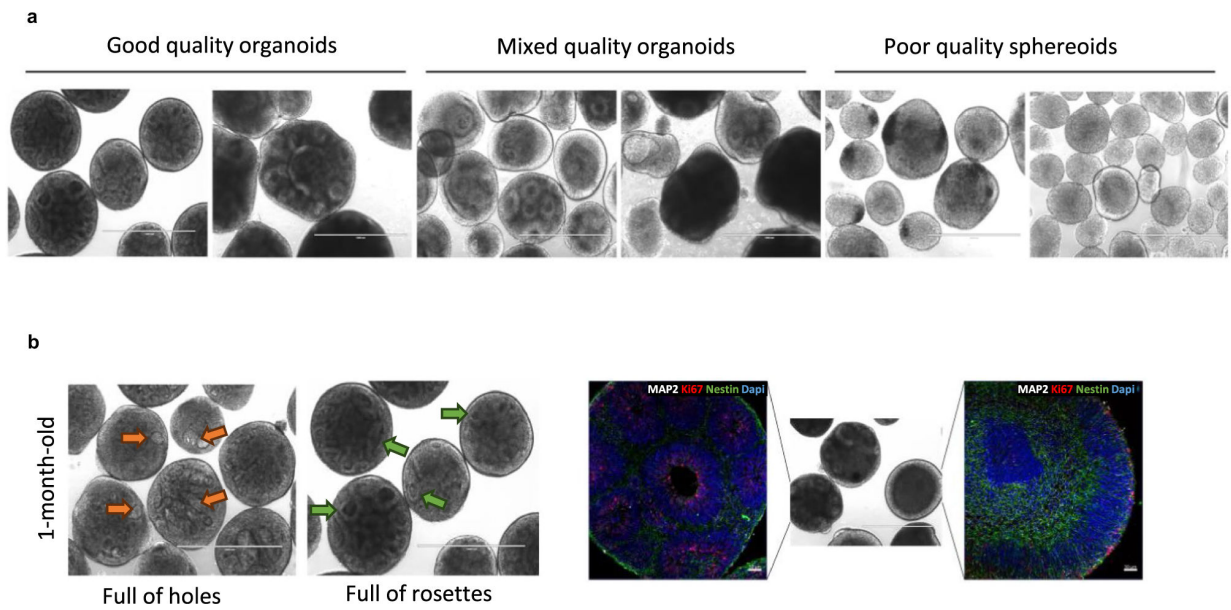 a
Good quality organoids
Mixed quality organoids
Poor quality sphereoids
b
1-month-old
Full of holes
Full of rosettes
MAP2 Ki67 Nestin Dapi
MAP2 Ki67 Nestin Dapi